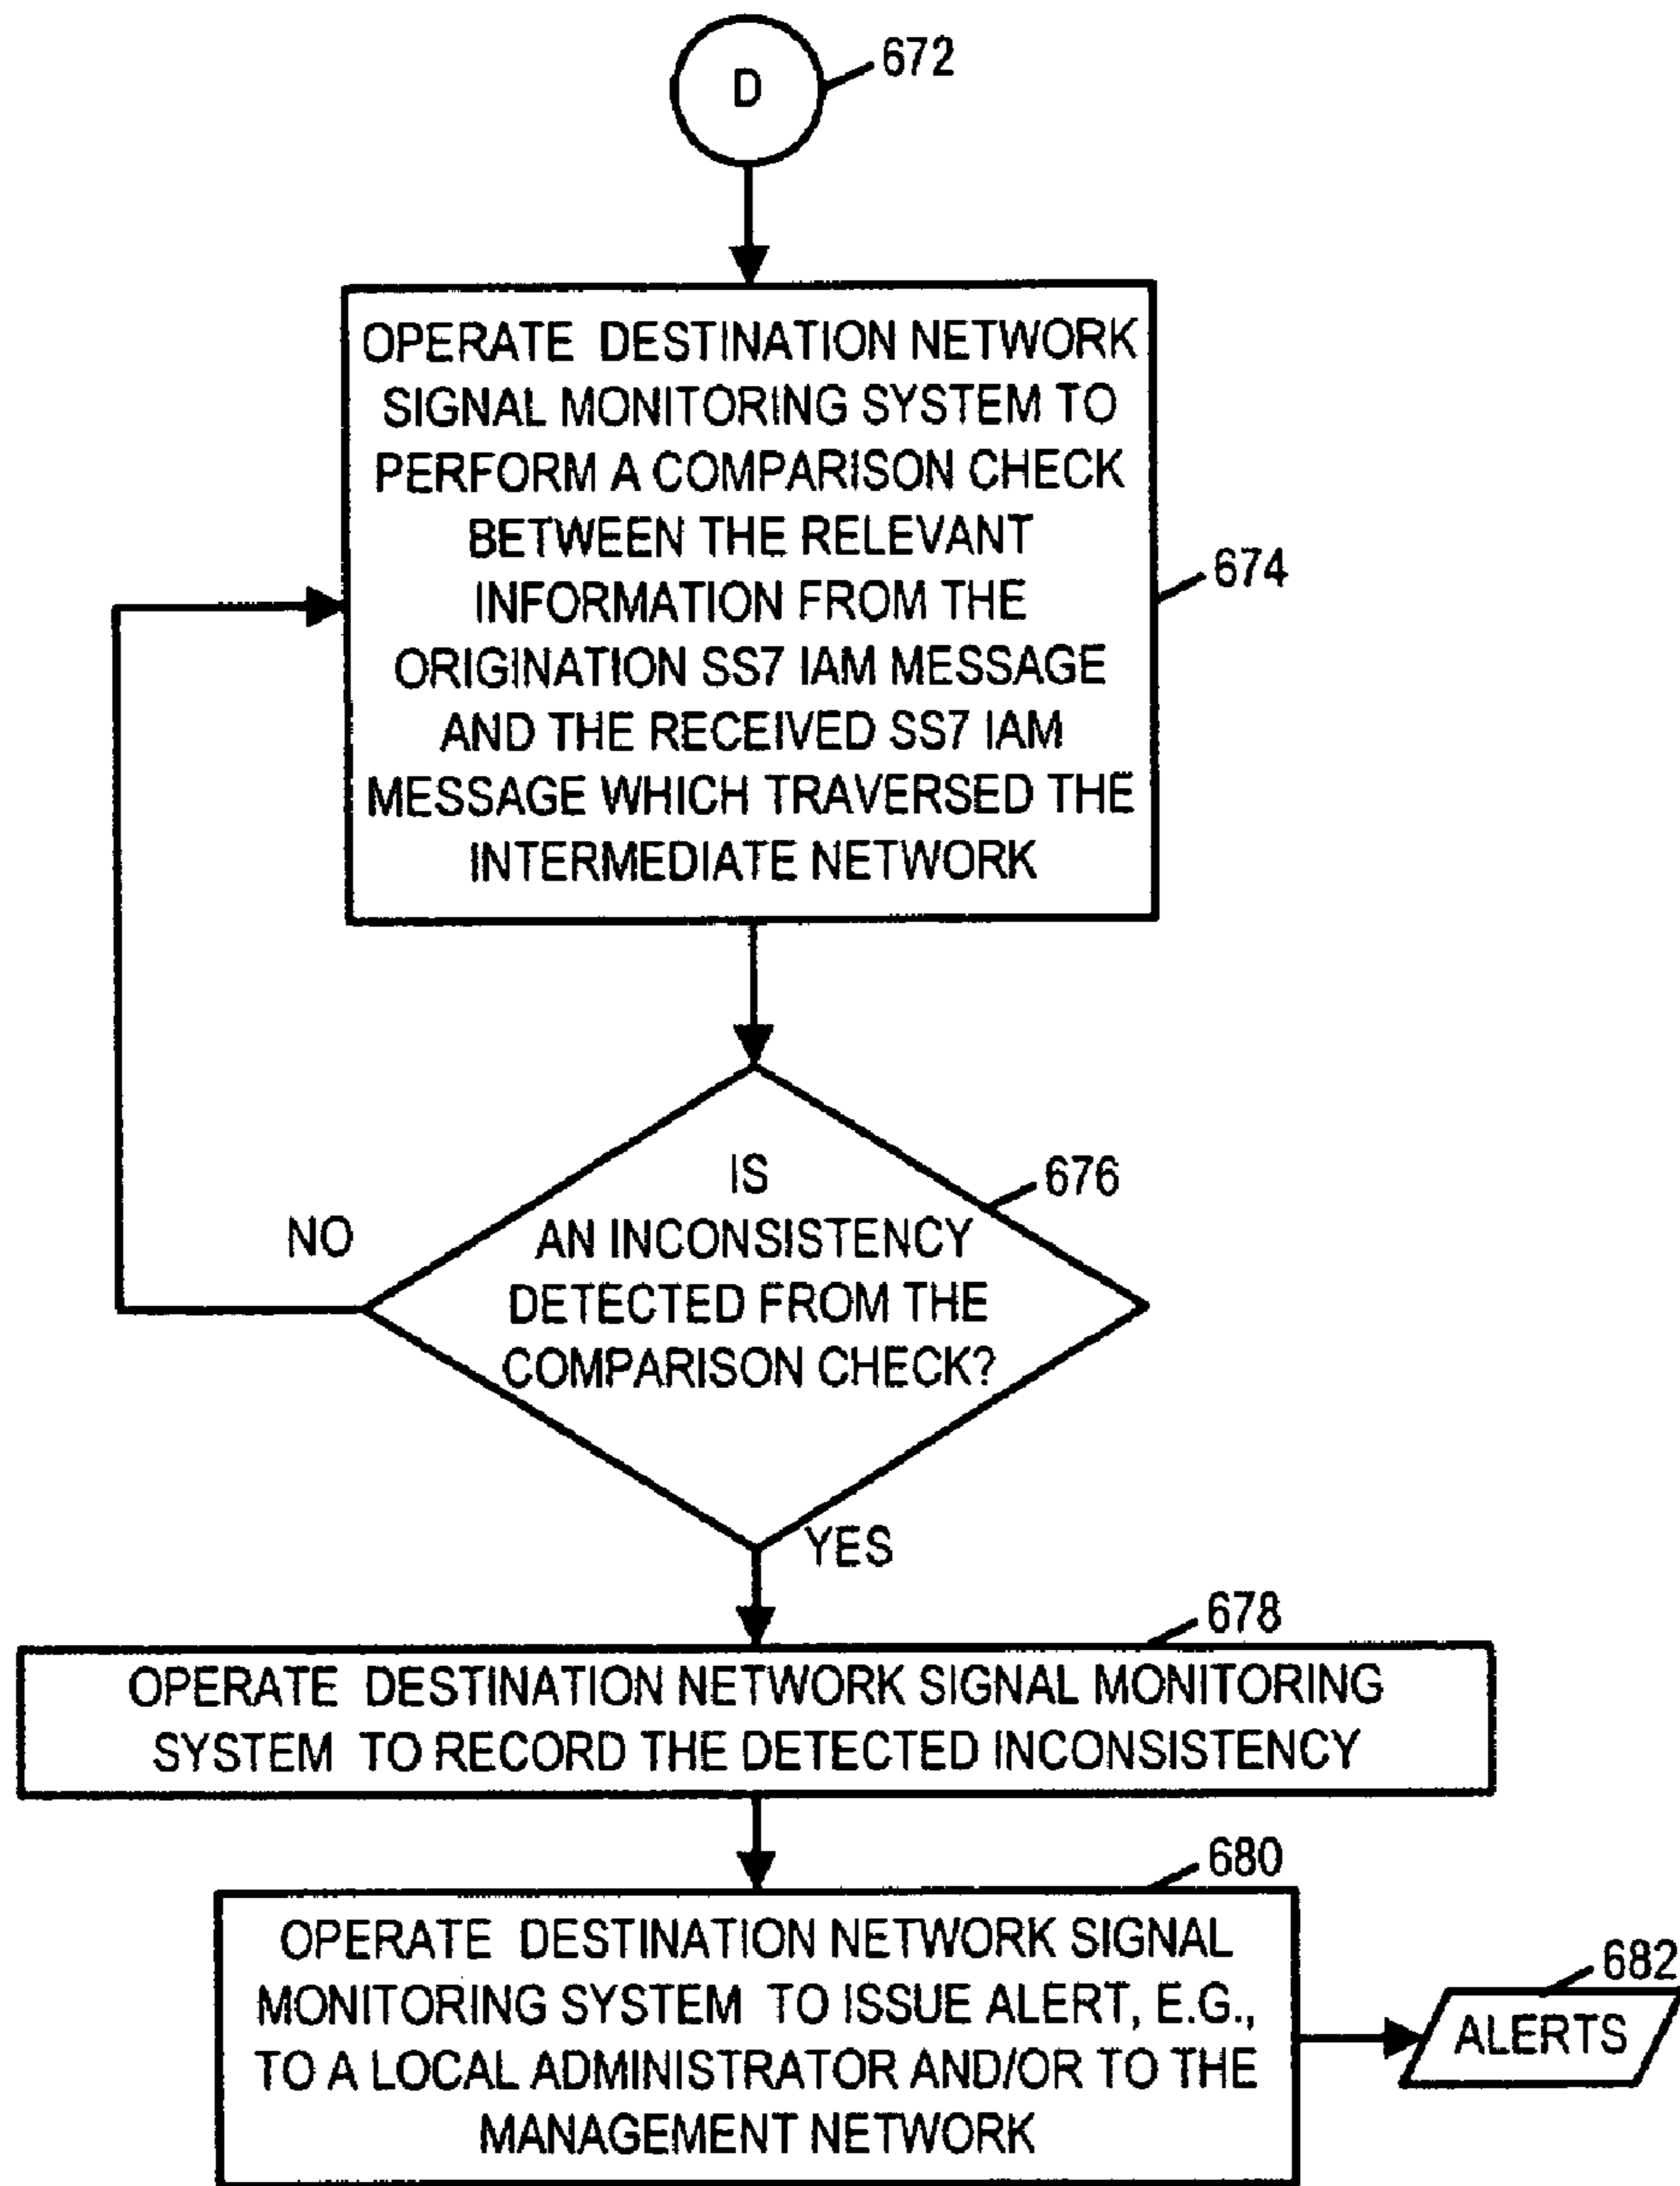 D
672
OPERATE DESTINATION NETWORK
SIGNAL MONITORING SYSTEM TO
PERFORM A COMPARISON CHECK
BETWEEN THE RELEVANT
INFORMATION FROM THE
ORIGINATION SS7 IAM MESSAGE
AND THE RECEIVED SS7 IAM
MESSAGE WHICH TRAVERSED THE
INTERMEDIATE NETWORK
674
IS
AN INCONSISTENCY
DETECTED FROM THE
COMPARISON CHECK?
676
NO
YES
678
OPERATE DESTINATION NETWORK SIGNAL MONITORING
SYSTEM TO RECORD THE DETECTED INCONSISTENCY
680
OPERATE DESTINATION NETWORK SIGNAL
MONITORING SYSTEM TO ISSUE ALERT, E.G.,
TO A LOCAL ADMINISTRATOR AND/OR TO THE
MANAGEMENT NETWORK
682
ALERTS